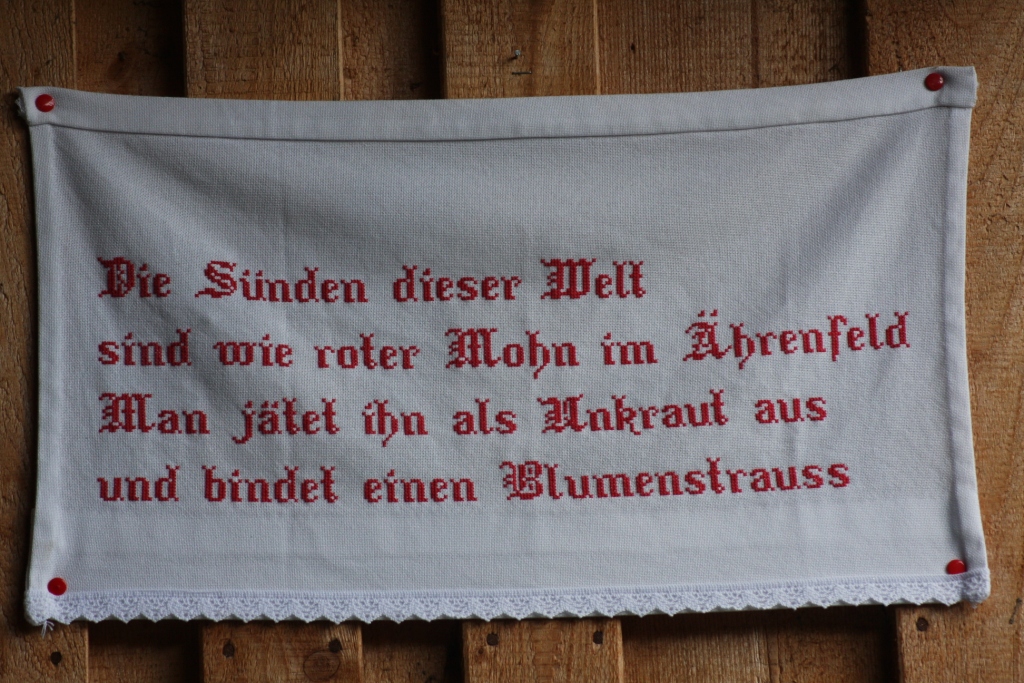 Die Sünden dieser Welt
sind wie roter Mohn im Ährenfeld
Man jätet ihn als Unkraut aus
und bindet einen Blumenstrauss